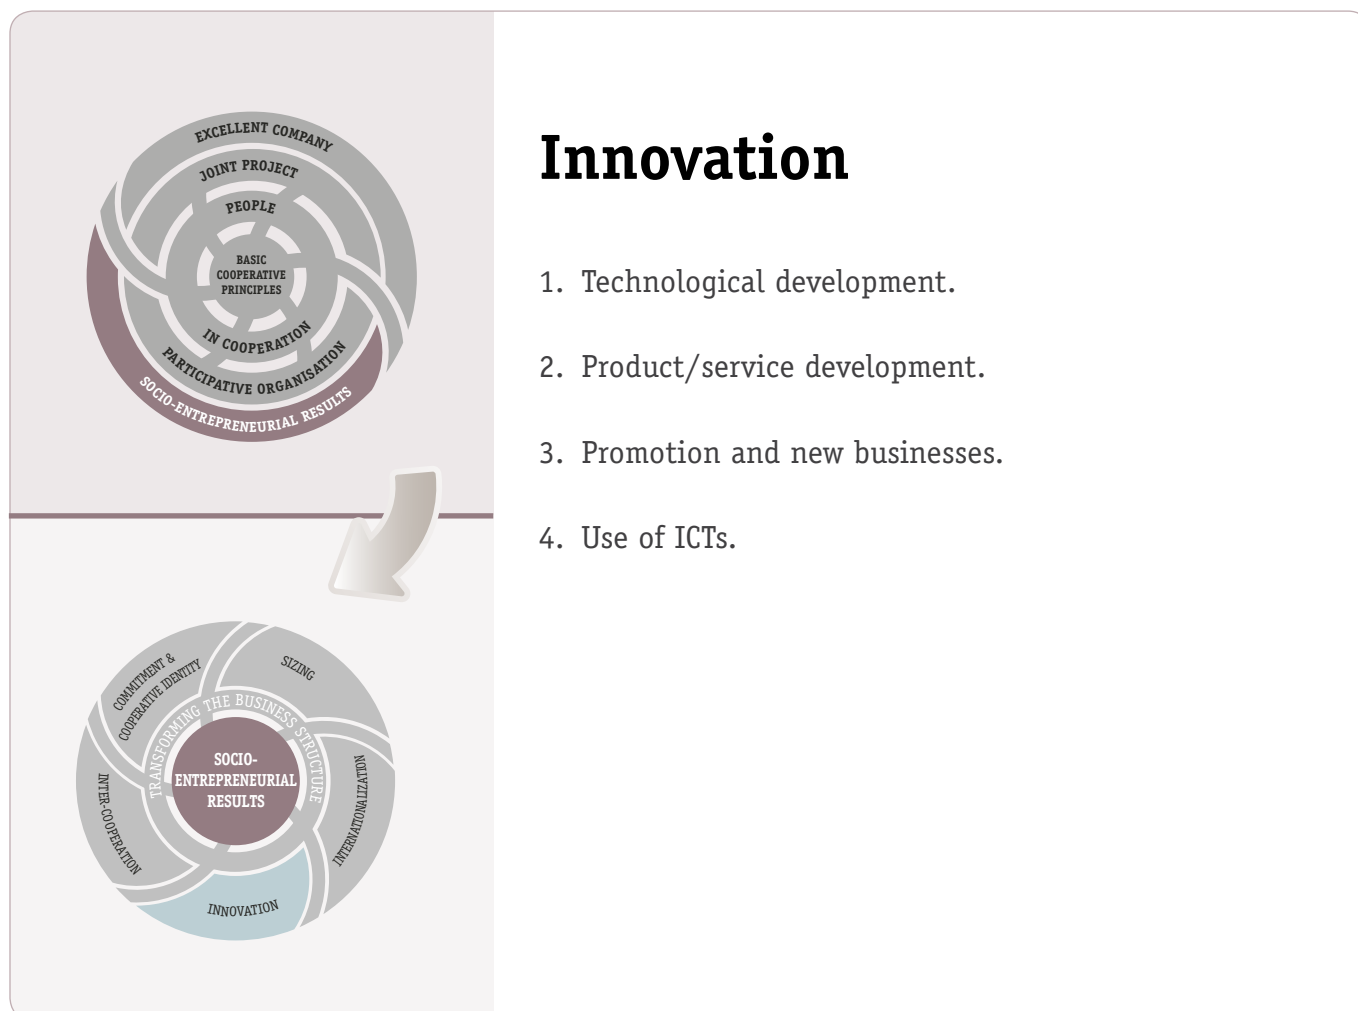 EXCELLENT COMPANY
JOINT PROJECT
PEOPLE
BASIC
COOPERATIVE
PRINCIPLES
IN COOPERATION
PARTICIPATIVE ORGANISATION
SOCIO-ENTREPRENEURIAL RESULTS
COMMITMENT &
COOPERATIVE IDENTITY
SIZING
TRANSFORMING THE BUSINESS STRUCTURE
SOCIO-
ENTREPRENEURIAL
RESULTS
INTER-COOPERATION
INTERNATIONALIZATION
INNOVATION
Innovation
1. Technological development.
2. Product/service development.
3. Promotion and new businesses.
4. Use of ICTs.